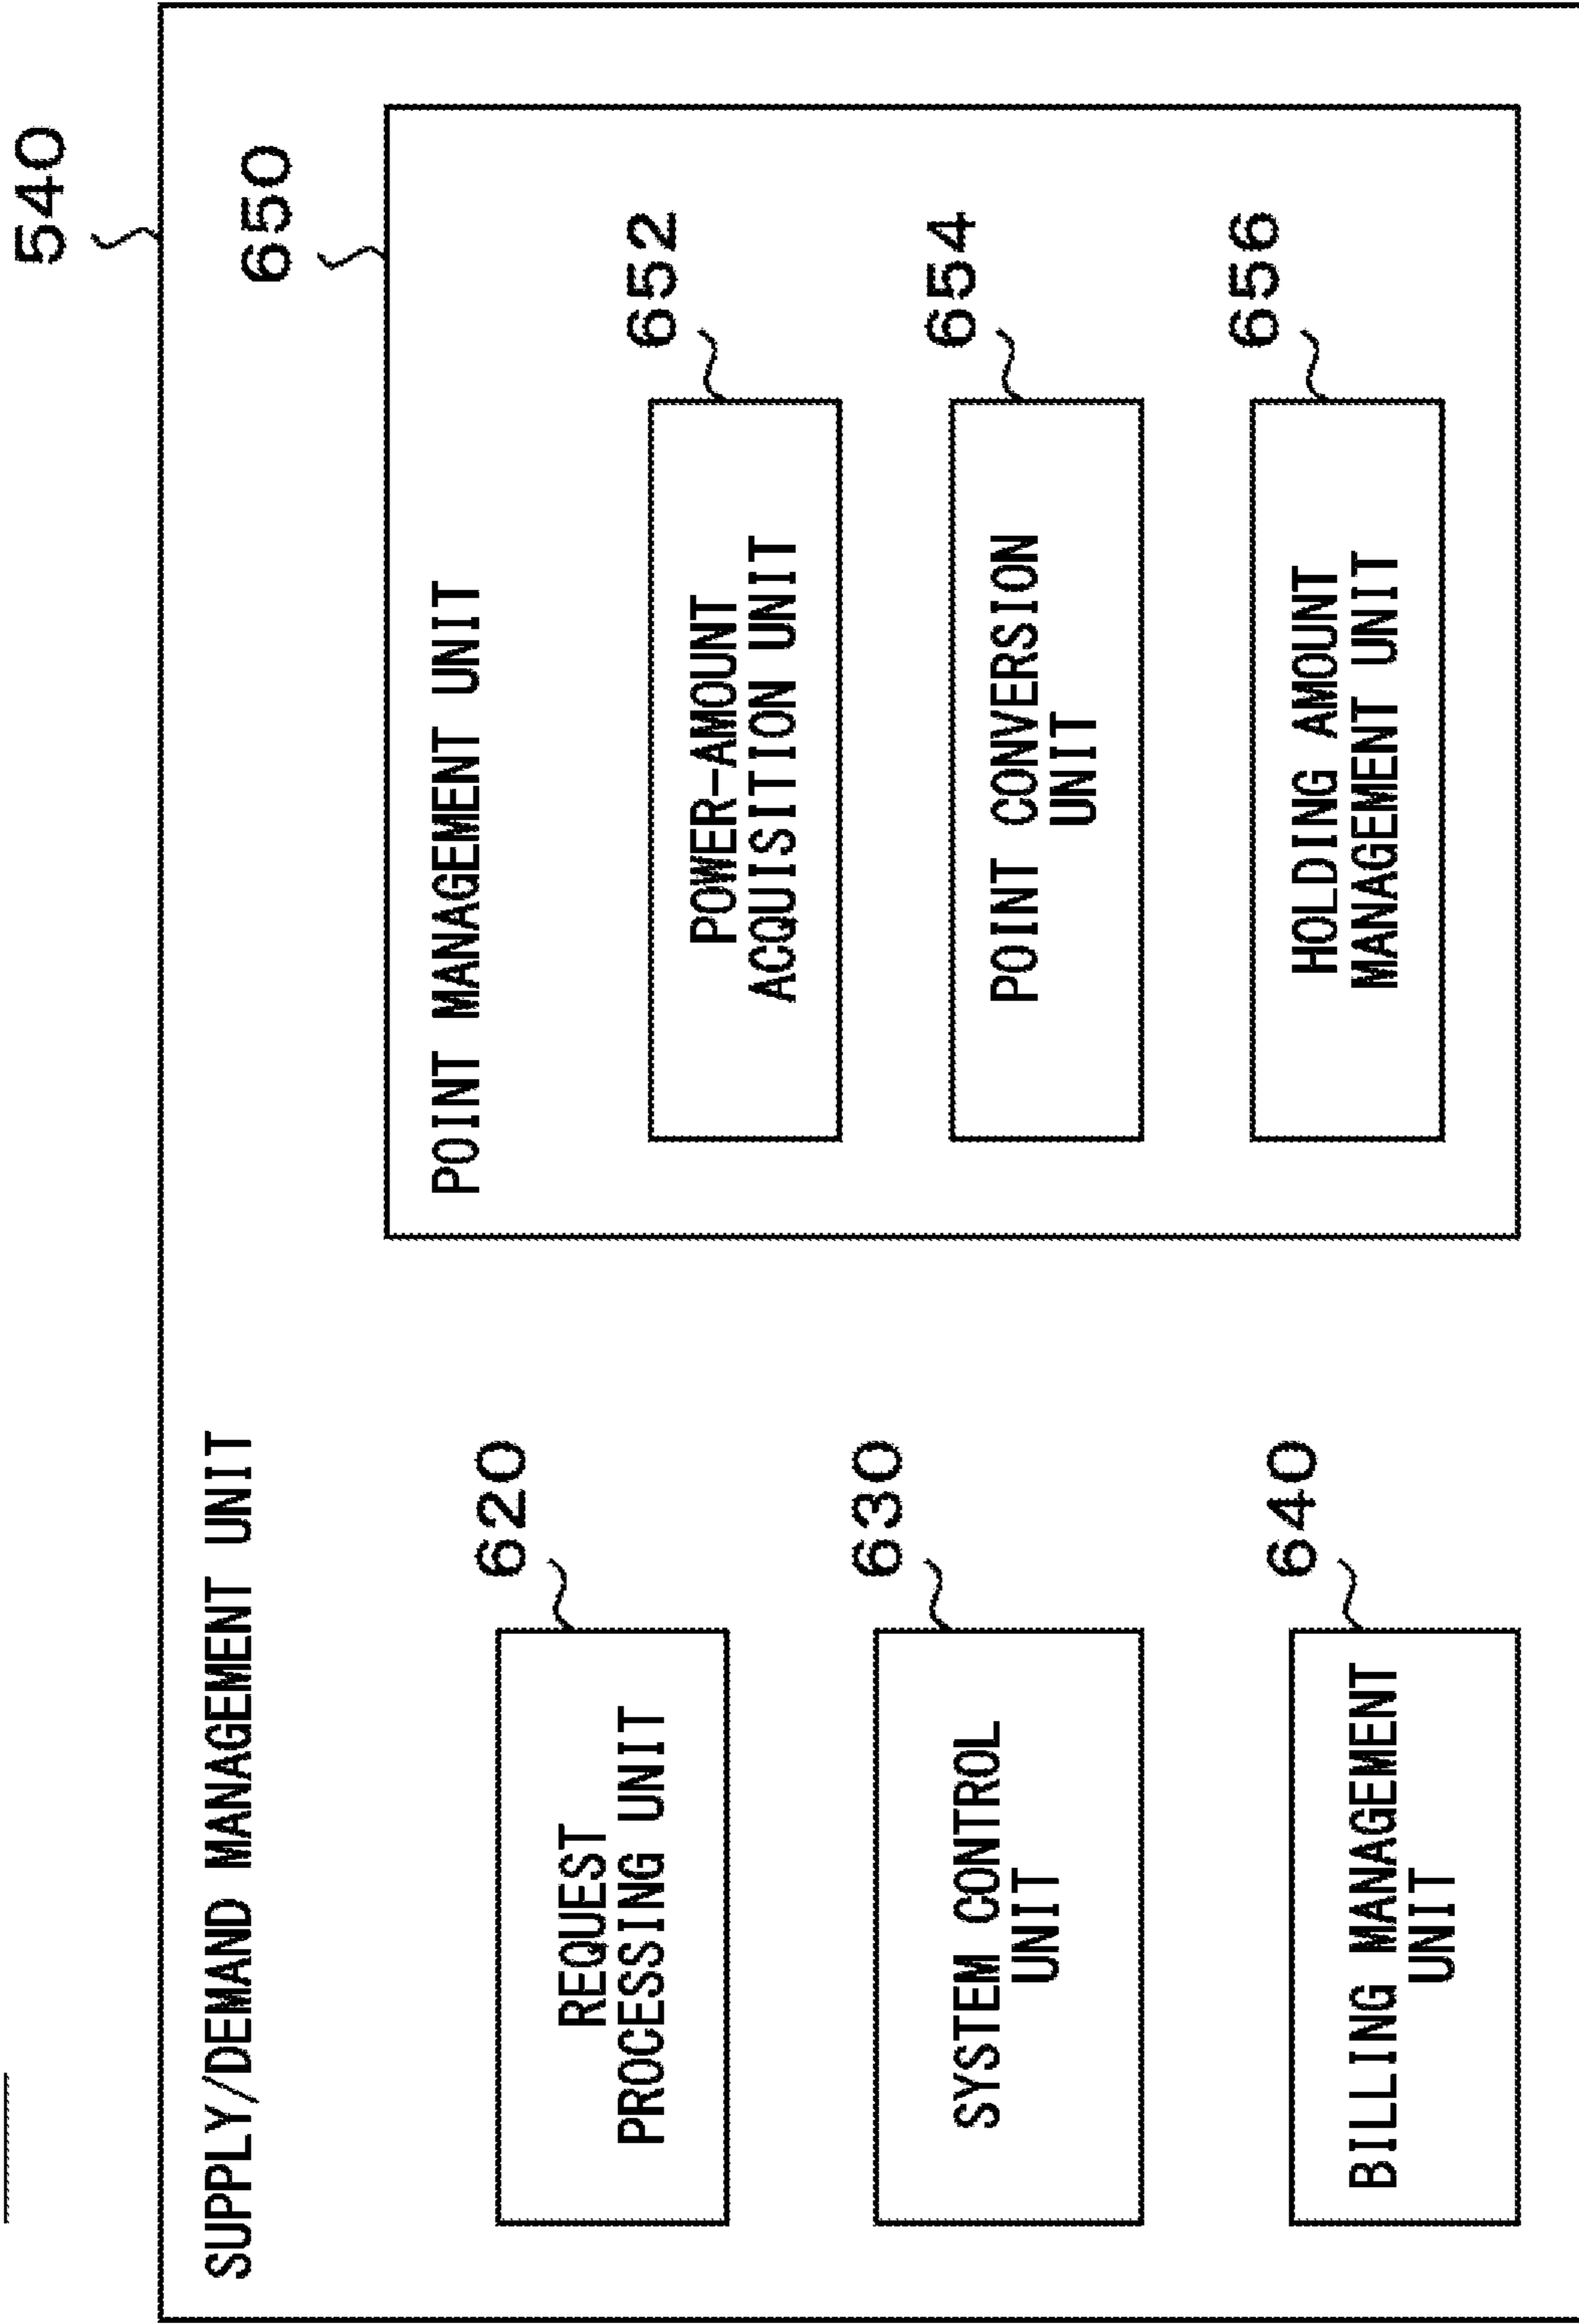 540
SUPPLY/DEMAND MANAGEMENT UNIT
620
REQUEST
PROCESSING UNIT
630
SYSTEM CONTROL
UNIT
640
BILLING MANAGEMENT
UNIT
650
POINT MANAGEMENT UNIT
652
POWER-AMOUNT
ACQUISITION UNIT
654
POINT CONVERSION
UNIT
656
HOLDING AMOUNT
MANAGEMENT UNIT